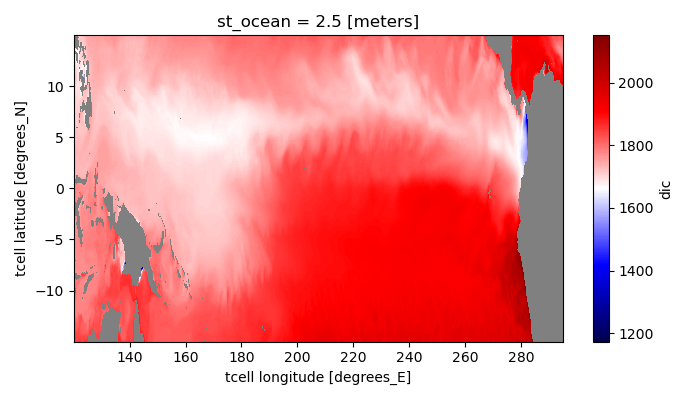 st_ocean = 2.5 [meters]
tcell latitude [degrees_N]
10
5
0
−5
−10
140 160 180 200 220 240 260 280
tcell longitude [degrees_E]
2000
1800
1600
1400
1200
dic